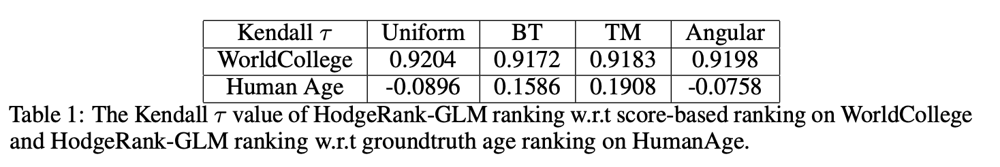 Kendall τ Uniform BT TM Angular
WorldCollege 0.9204 0.9172 0.9183 0.9198
Human Age -0.0896 0.1586 0.1908 -0.0758
Table 1: The Kendall τ value of HodgeRank-GLM ranking w.r.t score-based ranking on WorldCollege
and HodgeRank-GLM ranking w.r.t groundtruth age ranking on HumanAge.